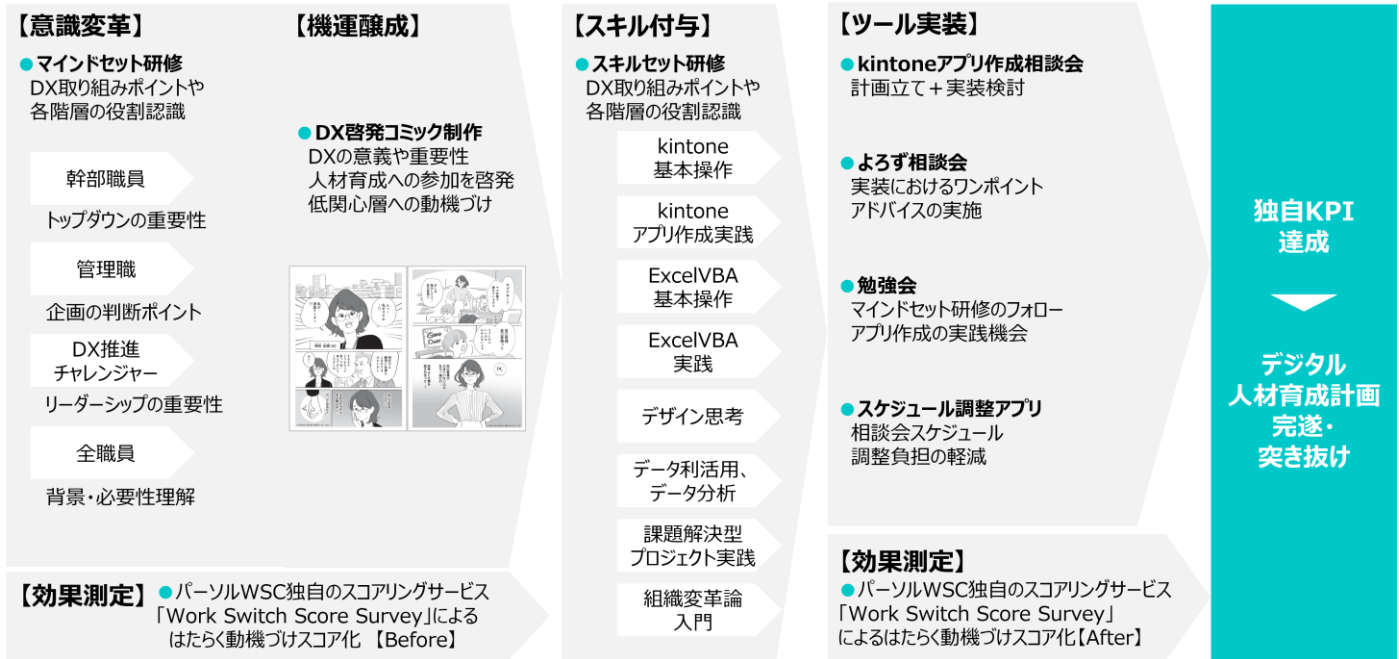 【意識変革】
●マインドセット研修
DX取り組みポイントや
各階層の役割認識
幹部職員
トップダウンの重要性
管理職
企画の判断ポイント
DX推進
チャレンジャー
リーダーシップの重要性
全職員
背景・必要性理解
【機運醸成】
●DX啓発コミック制作
DXの意義や重要性
人材育成への参加を啓発
低関心層への動機づけ
【効果測定】 ●パーソルWSC独自のスコアリングサービス
「Work Switch Score Survey」による
はたらく動機づけスコア化 【Before】
【スキル付与】
●スキルセット研修
DX取り組みポイントや
各階層の役割認識
kintone
基本操作
kintone
アプリ作成実践
ExcelVBA
基本操作
ExcelVBA
実践
デザイン思考
データ利活用、
データ分析
課題解決型
プロジェクト実践
組織変革論
入門
【ツール実装】
●kintoneアプリ作成相談会
計画立て＋実装検討
●よろず相談会
実装におけるワンポイント
アドバイスの実施
●勉強会
マインドセット研修のフォロー
アプリ作成の実践機会
●スケジュール調整アプリ
相談会スケジュール
調整負担の軽減
【効果測定】
●パーソルWSC独自のスコアリングサービス
「Work Switch Score Survey」
によるはたらく動機づけスコア化【After】
独自KPI
達成
デジタル
人材育成計画
完遂・
突き抜け